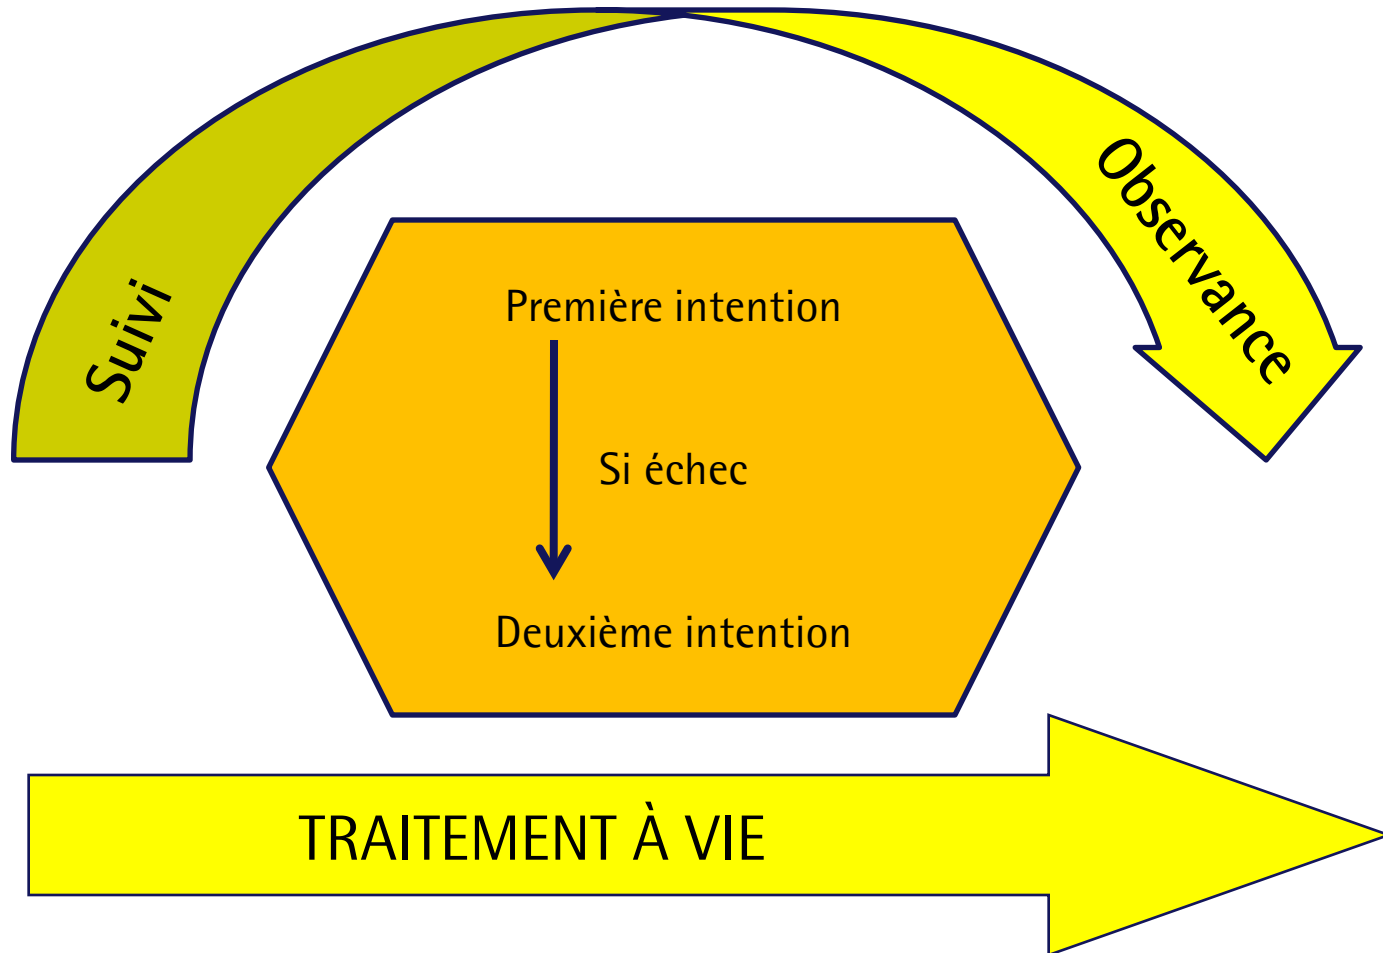 Suivi
Observance
Première intention
Si échec
Deuxième intention
TRAITEMENT À VIE